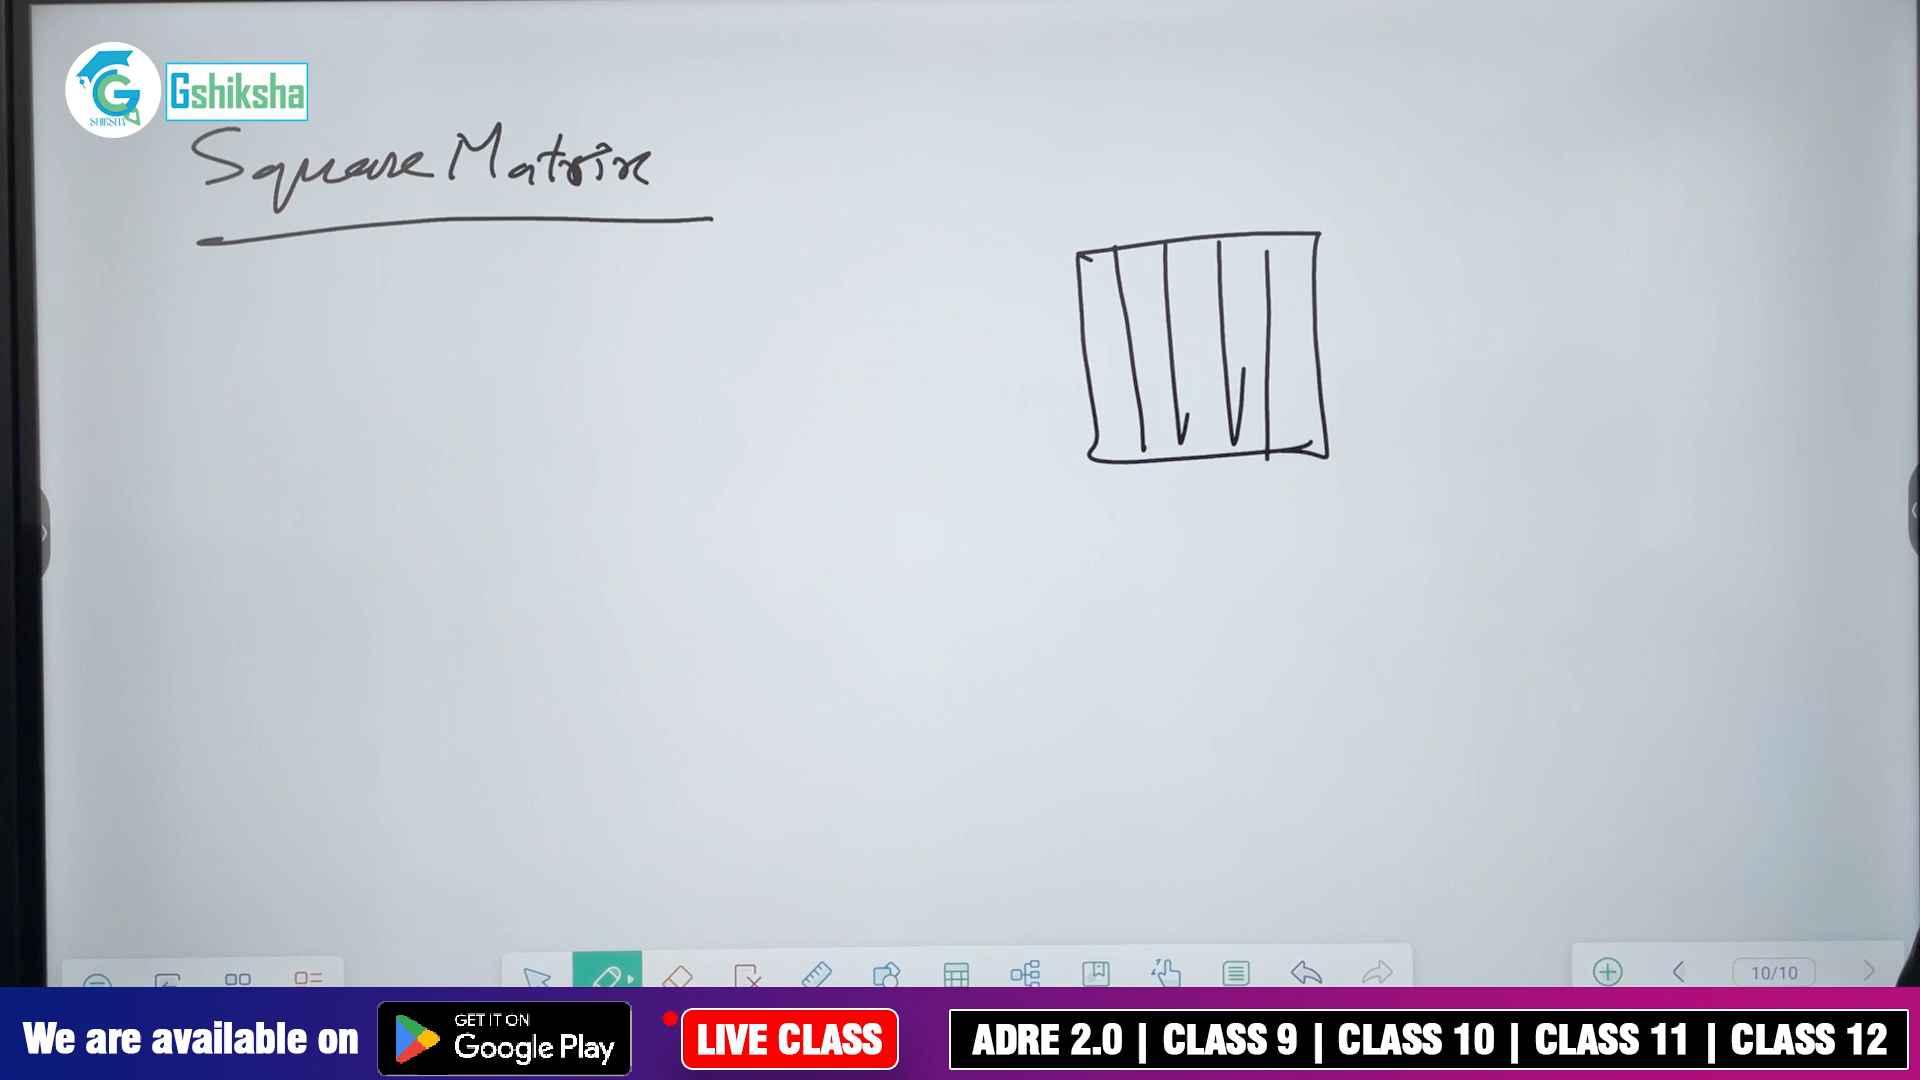 SHIKSHA
Gshiksha
Square Matrix
10/10
We are available on
GET IT ON
Google Play
LIVE CLASS
ADRE 2.0 | CLASS 9 | CLASS 10 | CLASS 11 | CLASS 12